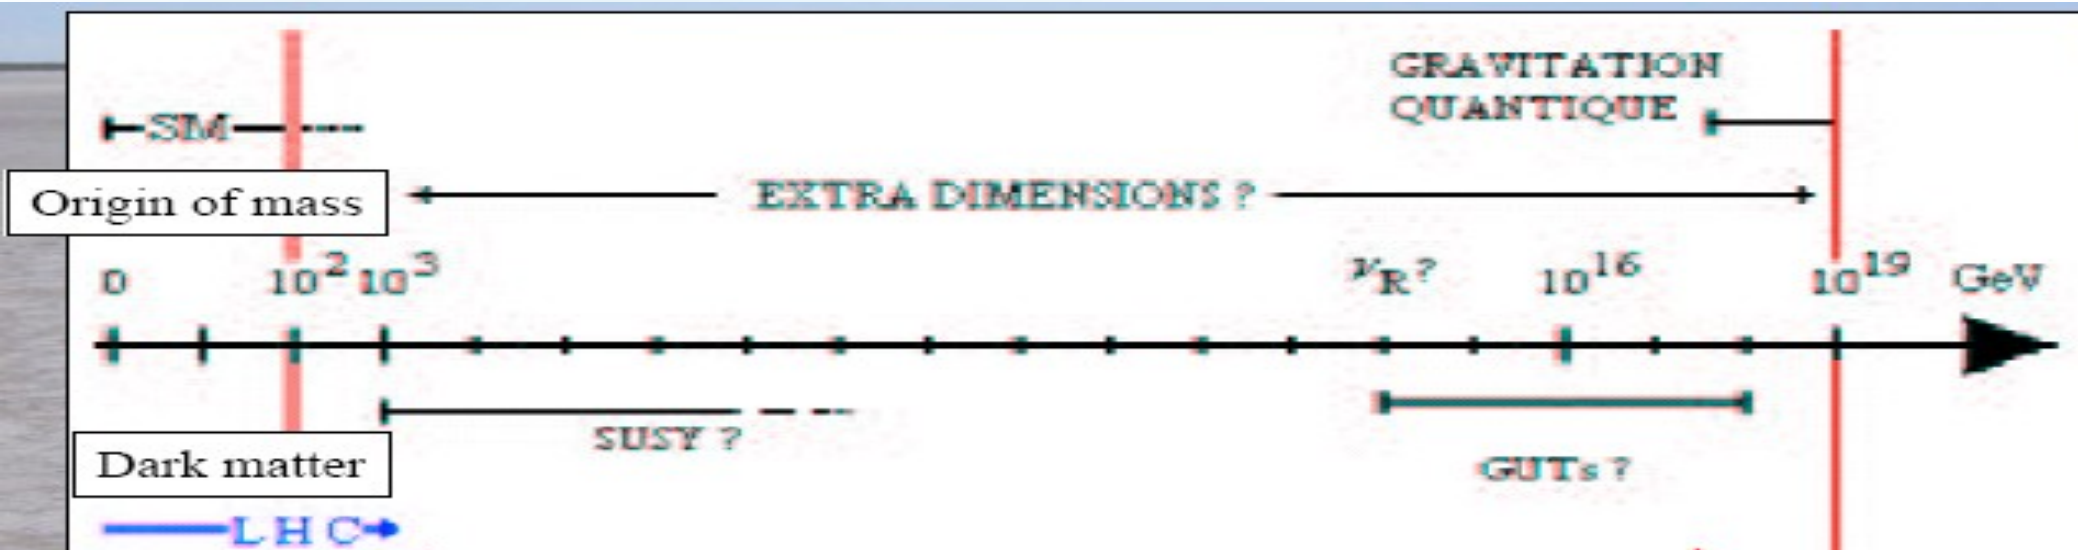 GRAVITATION
QUANTIQUE
SM
Origin of mass
EXTRA DIMENSIONS ?
0 10² 10³ νR? 10¹⁶ 10¹⁹ GeV
SUSY ?
Dark matter
GUTs ?
LHC